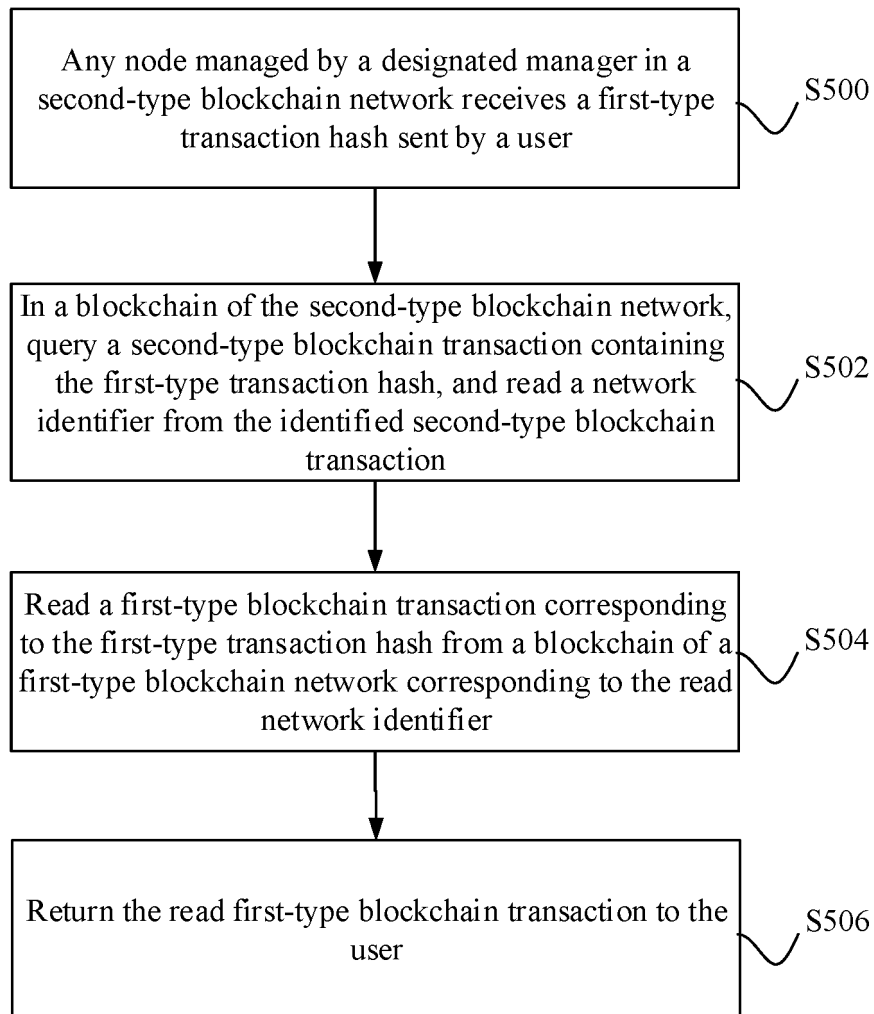 Any node managed by a designated manager in a
second-type blockchain network receives a first-type
transaction hash sent by a user
S500
In a blockchain of the second-type blockchain network,
query a second-type blockchain transaction containing
the first-type transaction hash, and read a network
identifier from the identified second-type blockchain
transaction
S502
Read a first-type blockchain transaction corresponding
to the first-type transaction hash from a blockchain of a
first-type blockchain network corresponding to the read
network identifier
S504
Return the read first-type blockchain transaction to the
user
S506